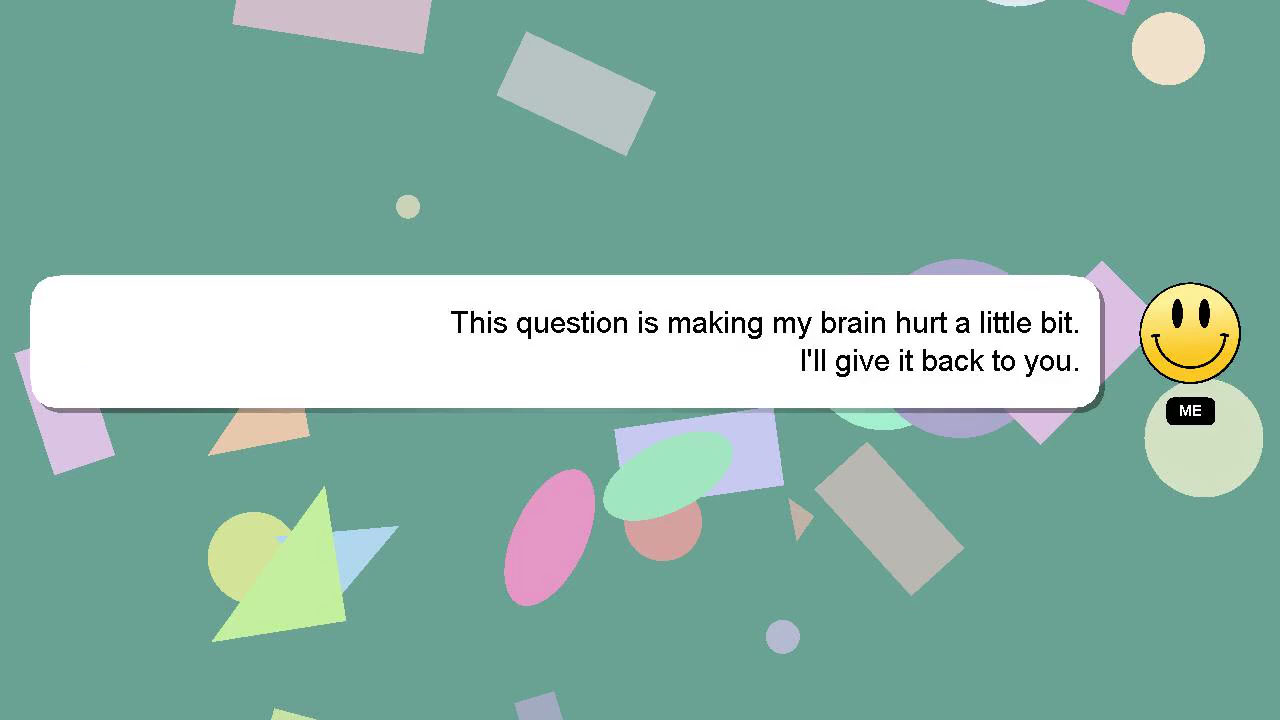 This question is making my brain hurt a little bit.
I'll give it back to you.
ME